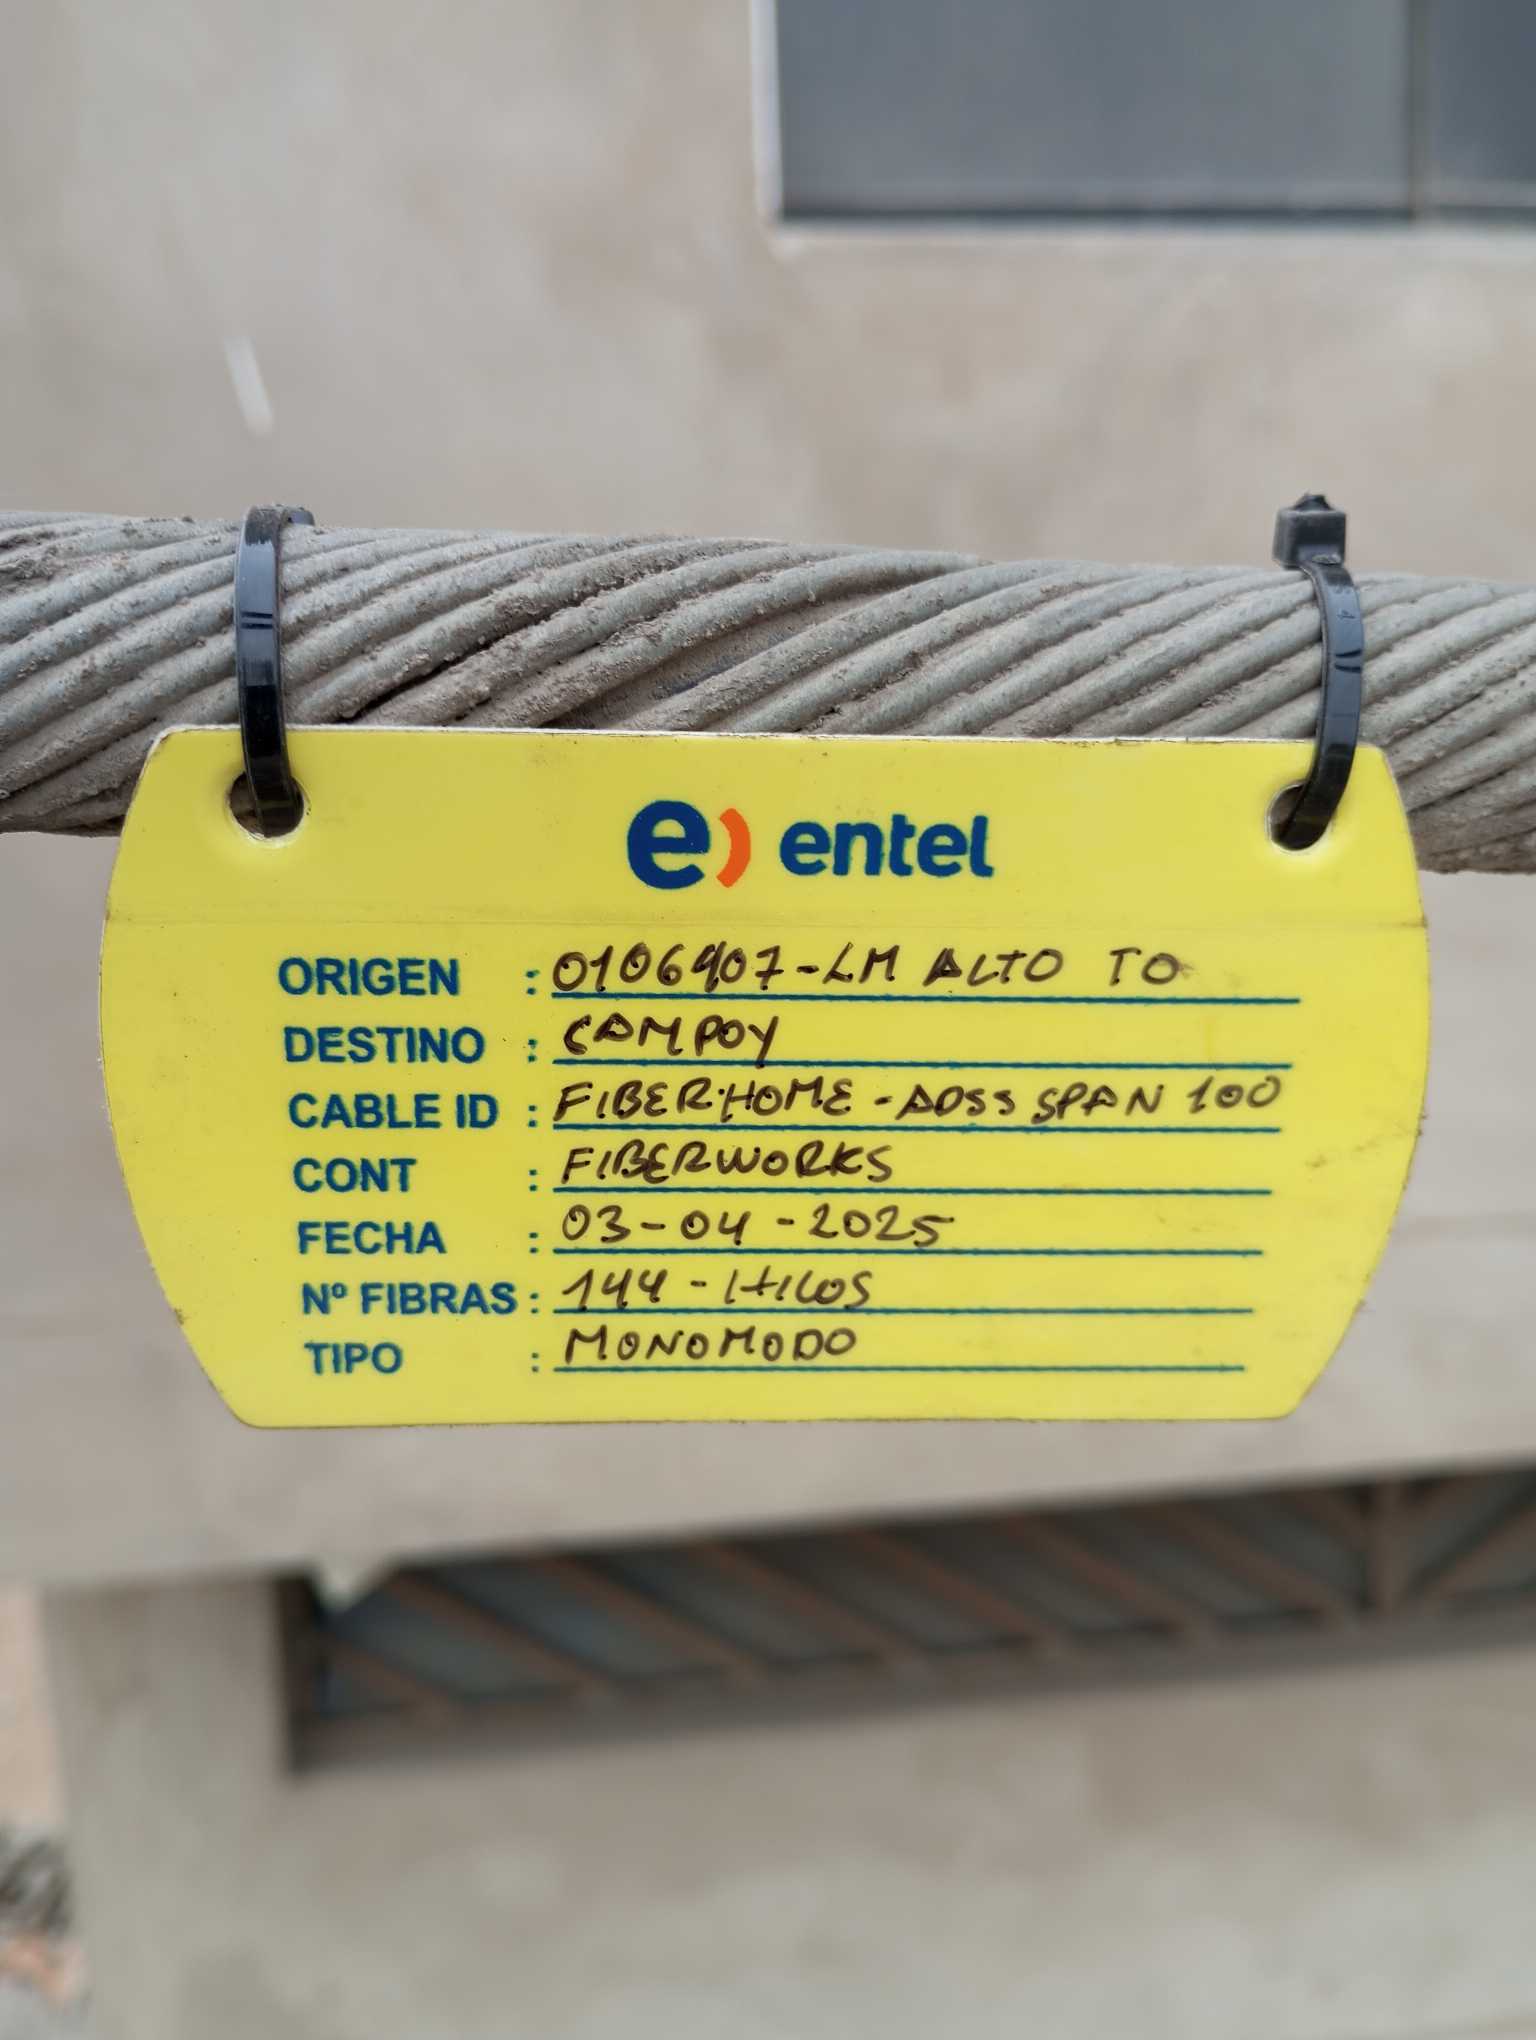 e) entel
ORIGEN : 0106907-LM ALTO TO
DESTINO : CAMPOY
CABLE ID : FIBERHOME - ADSS SPAN 100
CONT : FIBERWORKS
FECHA : 03-04-2025
Nº FIBRAS : 144 - HILOS
TIPO : MONOMODO